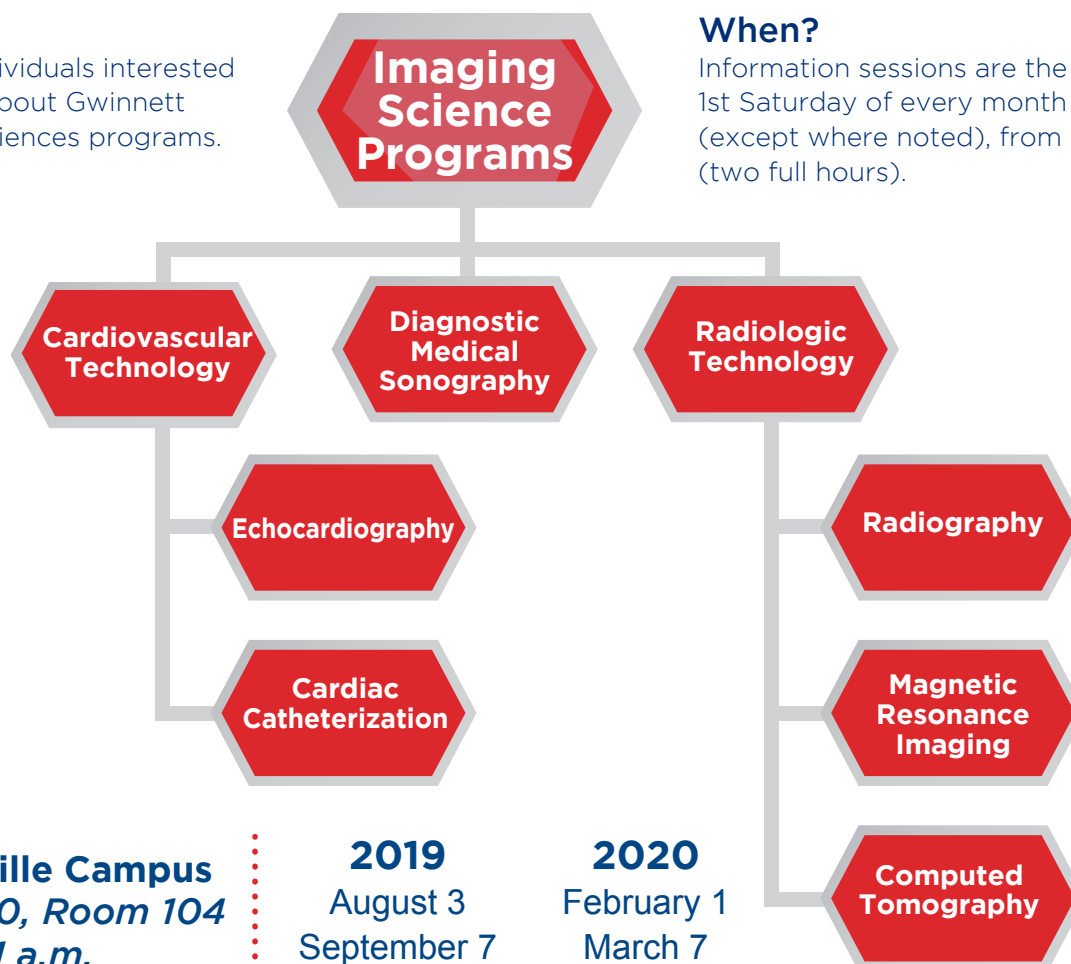 ividuals interested
bout Gwinnett
iences programs.
Imaging
Science
Programs
When?
Information sessions are the
1st Saturday of every month
(except where noted), from
(two full hours).
Cardiovascular
Technology
Diagnostic
Medical
Sonography
Radiologic
Technology
Echocardiography
Radiography
Cardiac
Catheterization
Magnetic
Resonance
Imaging
Computed
Tomography
ille Campus
0, Room 104
1 a.m.
2019
August 3
September 7
2020
February 1
March 7